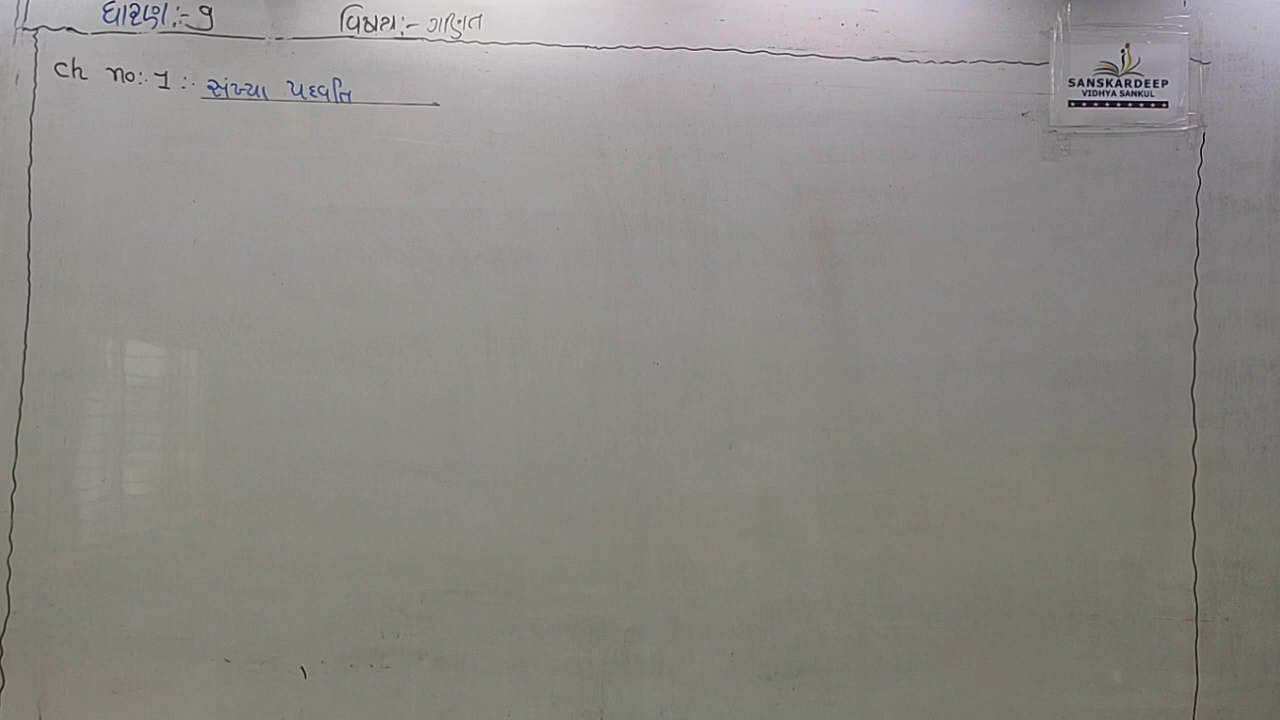 ધોરણ:- 9 વિષય:- ગણિત
Ch no:- 1 :- સંખ્યા પદ્ધતિ
SANSKARDEEP
VIDHYA SANKUL